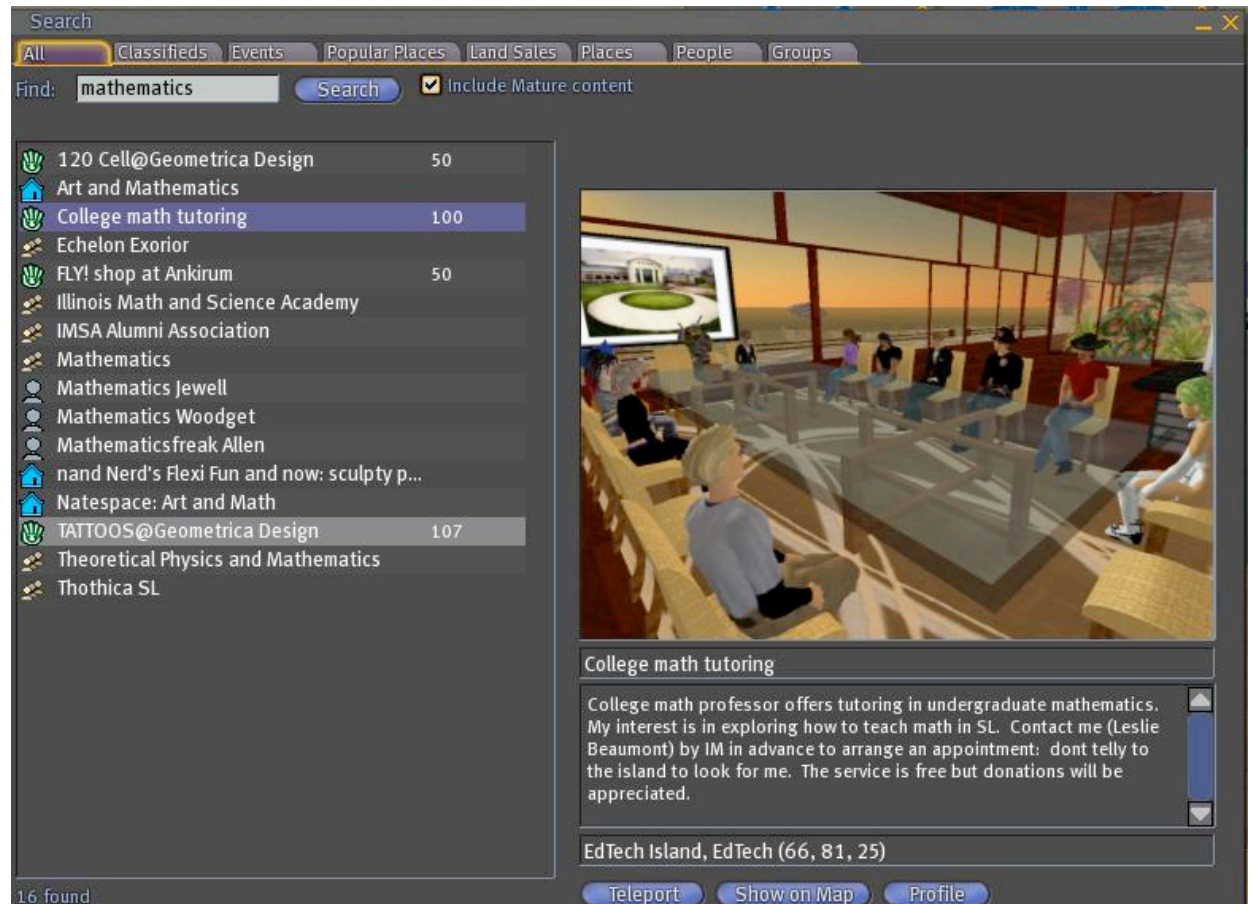 Search
All Classifieds Events Popular Places Land Sales Places People Groups
Find: mathematics Search Include Mature content
120 Cell@Geometrica Design 50
Art and Mathematics
College math tutoring 100
Echelon Exorior
FLY! shop at Ankirum 50
Illinois Math and Science Academy
IMSA Alumni Association
Mathematics
Mathematics Jewell
Mathematics Woodget
Mathematicsfreak Allen
nand Nerd's Flexi Fun and now: sculpty p...
Natespace: Art and Math
TATTOOS@Geometrica Design 107
Theoretical Physics and Mathematics
Thothica SL
16 found
College math tutoring
College math professor offers tutoring in undergraduate mathematics.
My interest is in exploring how to teach math in SL. Contact me (Leslie
Beaumont) by IM in advance to arrange an appointment: dont telly to
the island to look for me. The service is free but donations will be
appreciated.
EdTech Island, EdTech (66, 81, 25)
Teleport Show on Map Profile